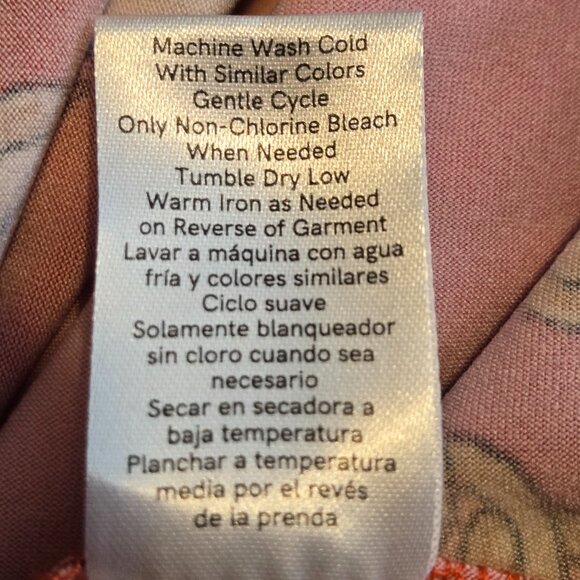 Machine Wash Cold
With Similar Colors
Gentle Cycle
Only Non-Chlorine Bleach
When Needed
Tumble Dry Low
Warm Iron as Needed
on Reverse of Garment
Lavar a máquina con agua
fría y colores similares
Ciclo suave
Solamente blanqueador
sin cloro cuando sea
necesario
Secar en secadora a
baja temperatura
Planchar a temperatura
media por el revés
de la prenda